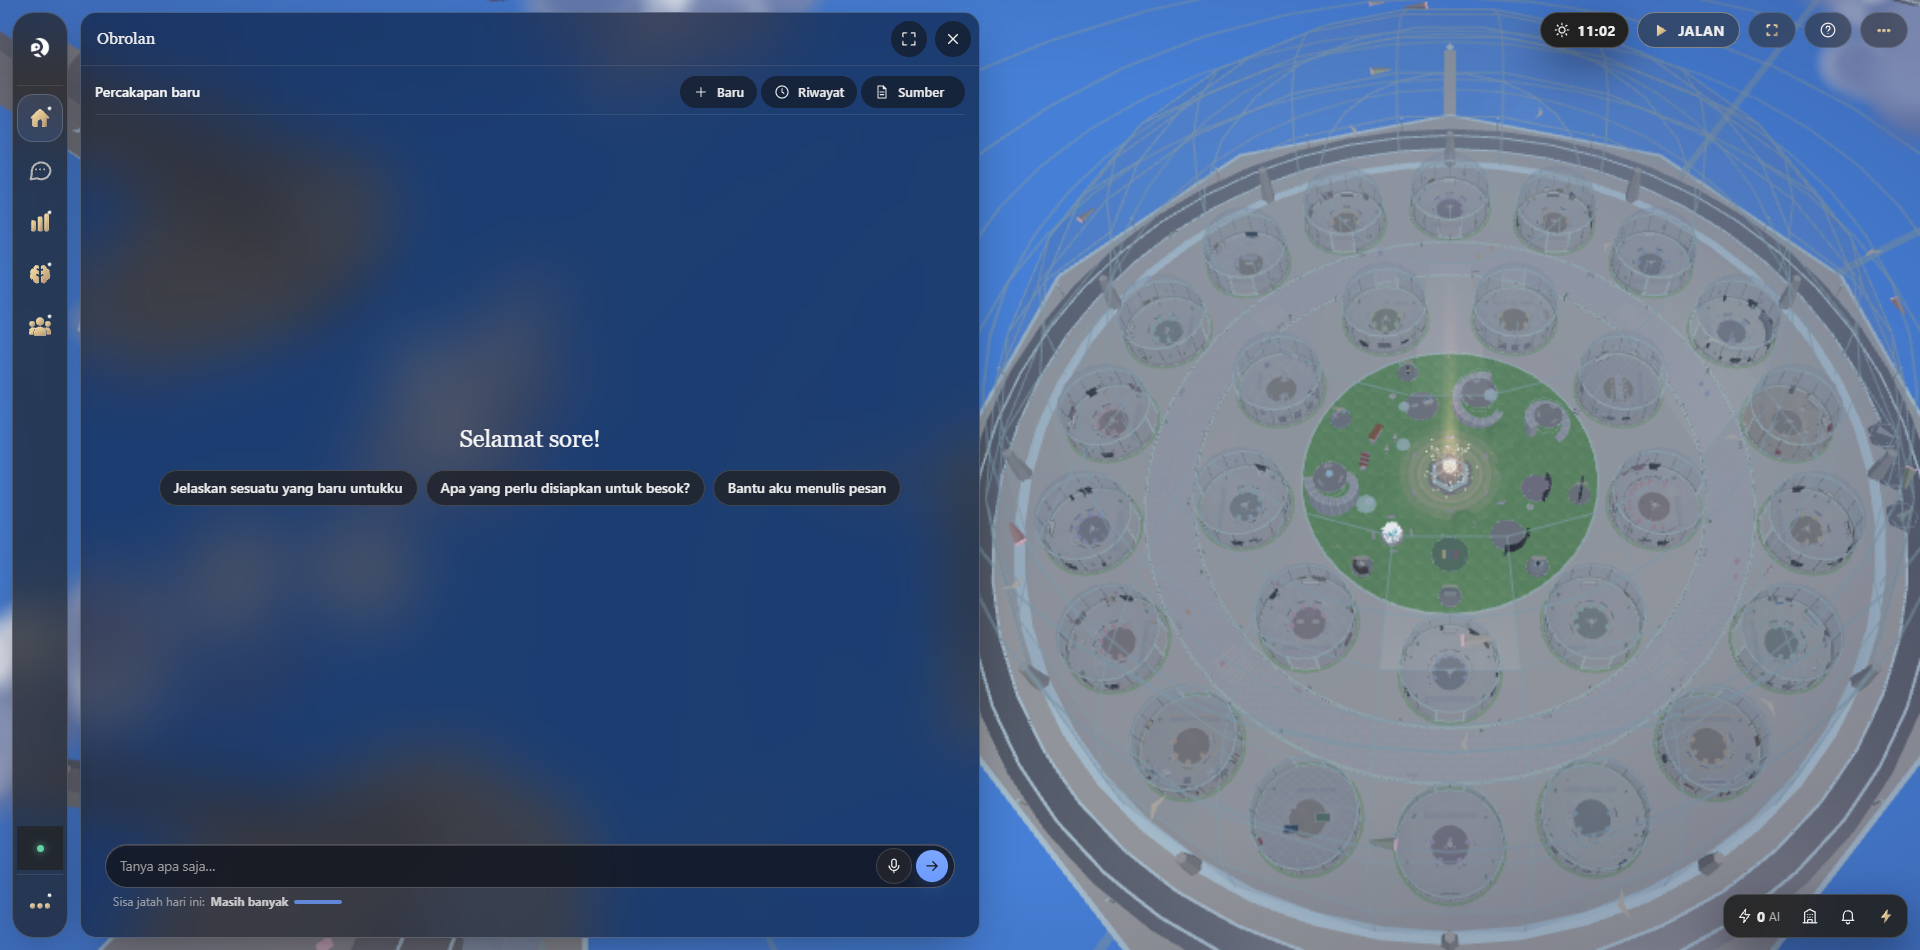 Obrolan
11:02
JALAN
Percakapan baru
Baru
Riwayat
Sumber
Selamat sore!
Jelaskan sesuatu yang baru untukku
Apa yang perlu disiapkan untuk besok?
Bantu aku menulis pesan
Tanya apa saja...
Sisa jatah hari ini: Masih banyak
0 AI